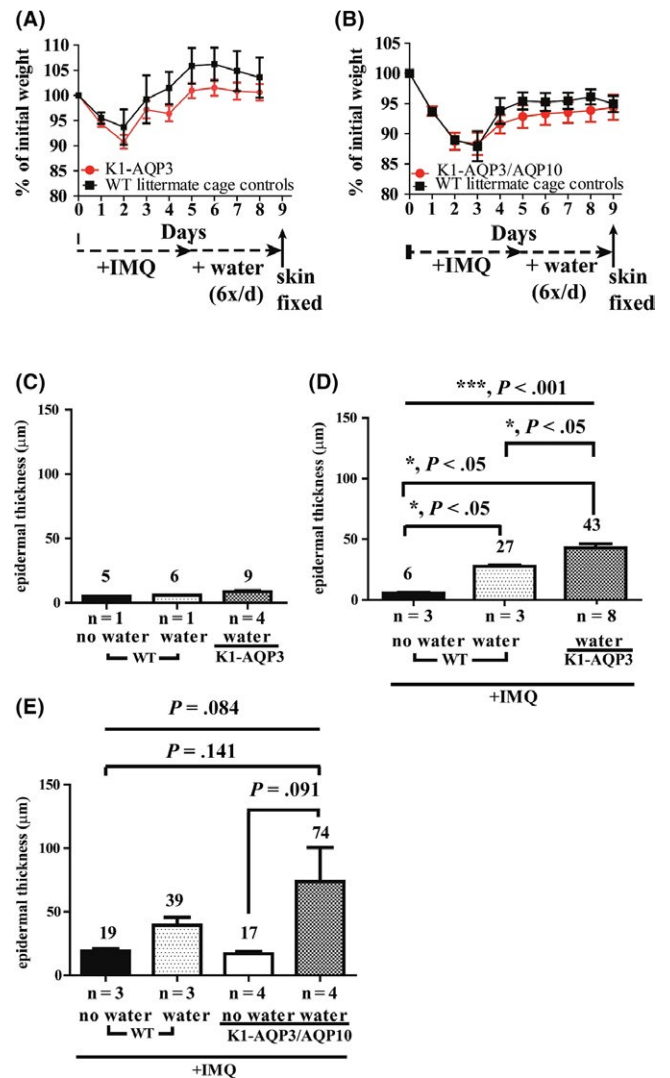 (A)
% of initial weight
110
105
100
95
90
85
80
K1-AQP3
WT littermate cage controls
0 1 2 3 4 5 6 7 8 9
Days
+IMQ
+ water
(6x/d)
skin
fixed
(B)
% of initial weight
105
100
95
90
85
80
K1-AQP3/AQP10
WT littermate cage controls
0 1 2 3 4 5 6 7 8 9
Days
+IMQ
+ water
(6x/d)
skin
fixed
(C)
epidermal thickness (μm)
150
100
50
0
5 6 9
n = 1 n = 1 n = 4
no water water water
WT K1-AQP3
(D)
epidermal thickness (μm)
150
100
50
0
***, P < .001
*, P < .05
*, P < .05
*, P < .05
6 27 43
n = 3 n = 3 n = 8
no water water water
WT K1-AQP3
+IMQ
(E)
epidermal thickness (μm)
150
100
50
0
P = .084
P = .141
P = .091
19 39 17 74
n = 3 n = 3 n = 4 n = 4
no water water no water water
WT K1-AQP3/AQP10
+IMQ